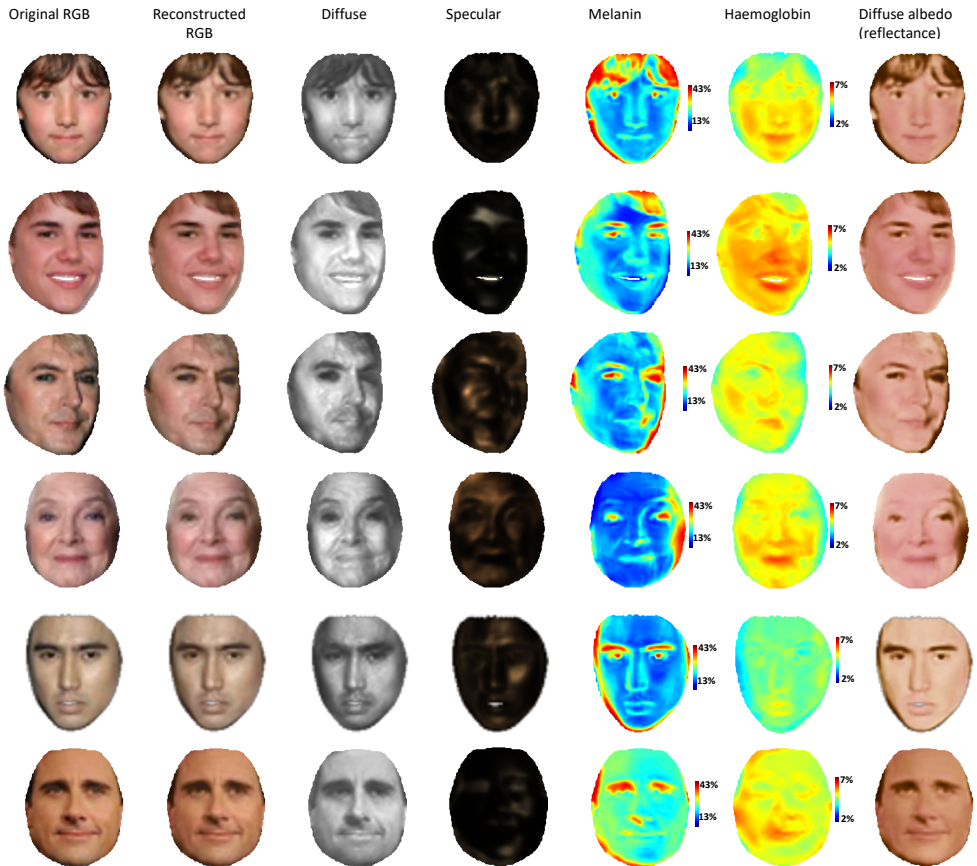 Original RGB
Reconstructed
RGB
Diffuse
Specular
Melanin
Haemoglobin
Diffuse albedo
(reflectance)
43%
13%
7%
2%
43%
13%
7%
2%
43%
13%
7%
2%
43%
13%
7%
2%
43%
13%
7%
2%
43%
13%
7%
2%